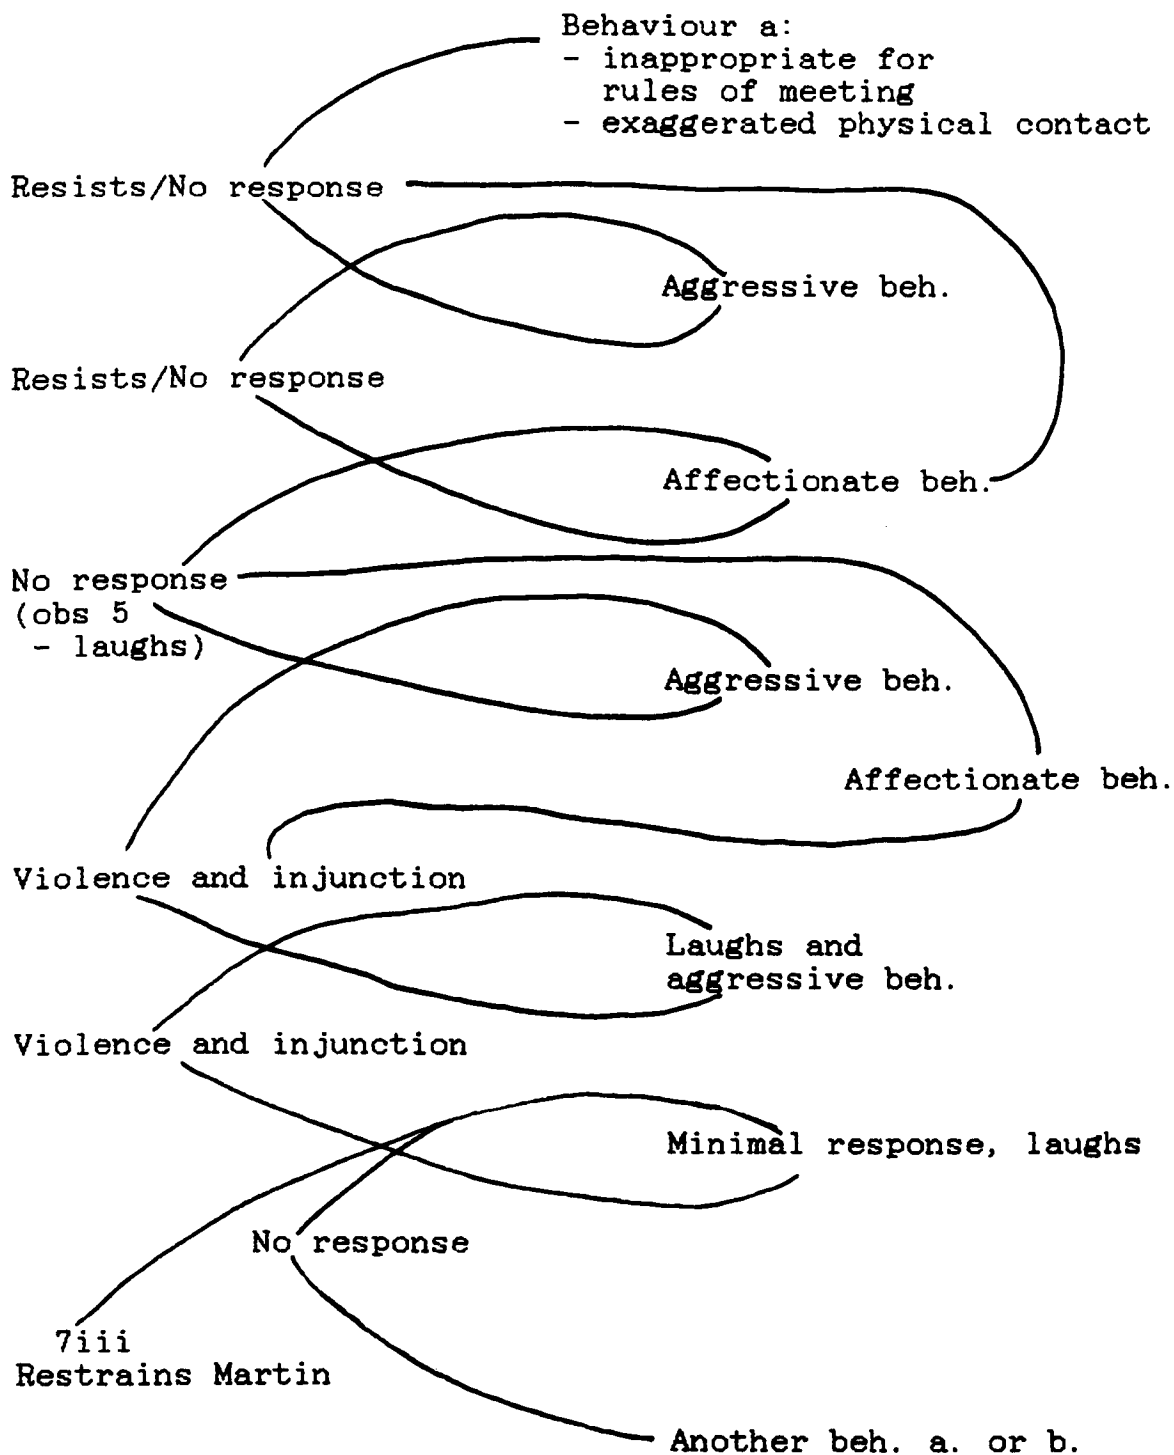 Behaviour a:
- inappropriate for
rules of meeting
- exaggerated physical contact
Resists/No response
Aggressive beh.
Resists/No response
Affectionate beh.
No response
(obs 5
- laughs)
Aggressive beh.
Affectionate beh.
Violence and injunction
Laughs and
aggressive beh.
Violence and injunction
Minimal response, laughs
No response
7iii
Restrains Martin
Another beh. a. or b.